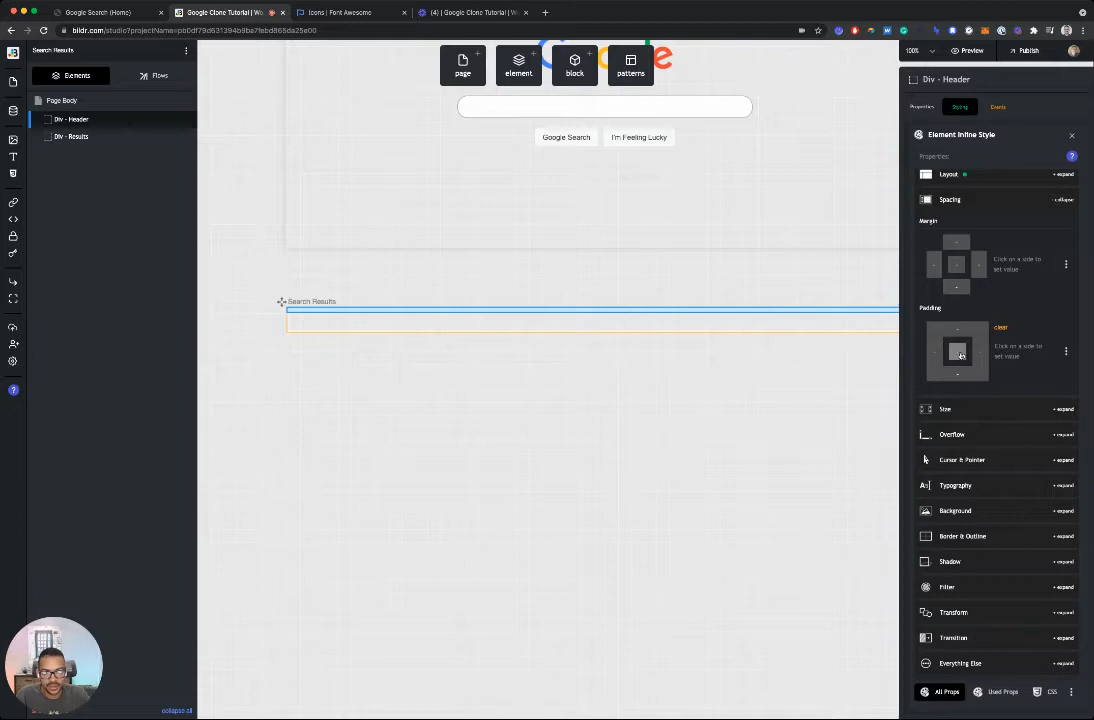 Google Search (Home)
Google Clone Tutorial | Wo
Icons | Font Awesome
(4) | Google Clone Tutorial | W
bildr.com/studio?projectName=pb0df79d631394b9ba7febd865da25e00
Search Results
Elements
Flows
Page Body
Div - Header
Div - Results
collapse all
page
element
block
patterns
Google Search
I'm Feeling Lucky
Search Results
100%
Preview
Publish
Div - Header
Properties
Styling
Events
Element Inline Style
Properties:
Layout
+ expand
Spacing
- collapse
Margin
Click on a side to
set value
Padding
clear
Click on a side to
set value
Size
+ expand
Overflow
+ expand
Cursor & Pointer
+ expand
Typography
+ expand
Background
+ expand
Border & Outline
+ expand
Shadow
+ expand
Filter
+ expand
Transform
+ expand
Transition
+ expand
Everything Else
+ expand
All Props
Used Props
CSS